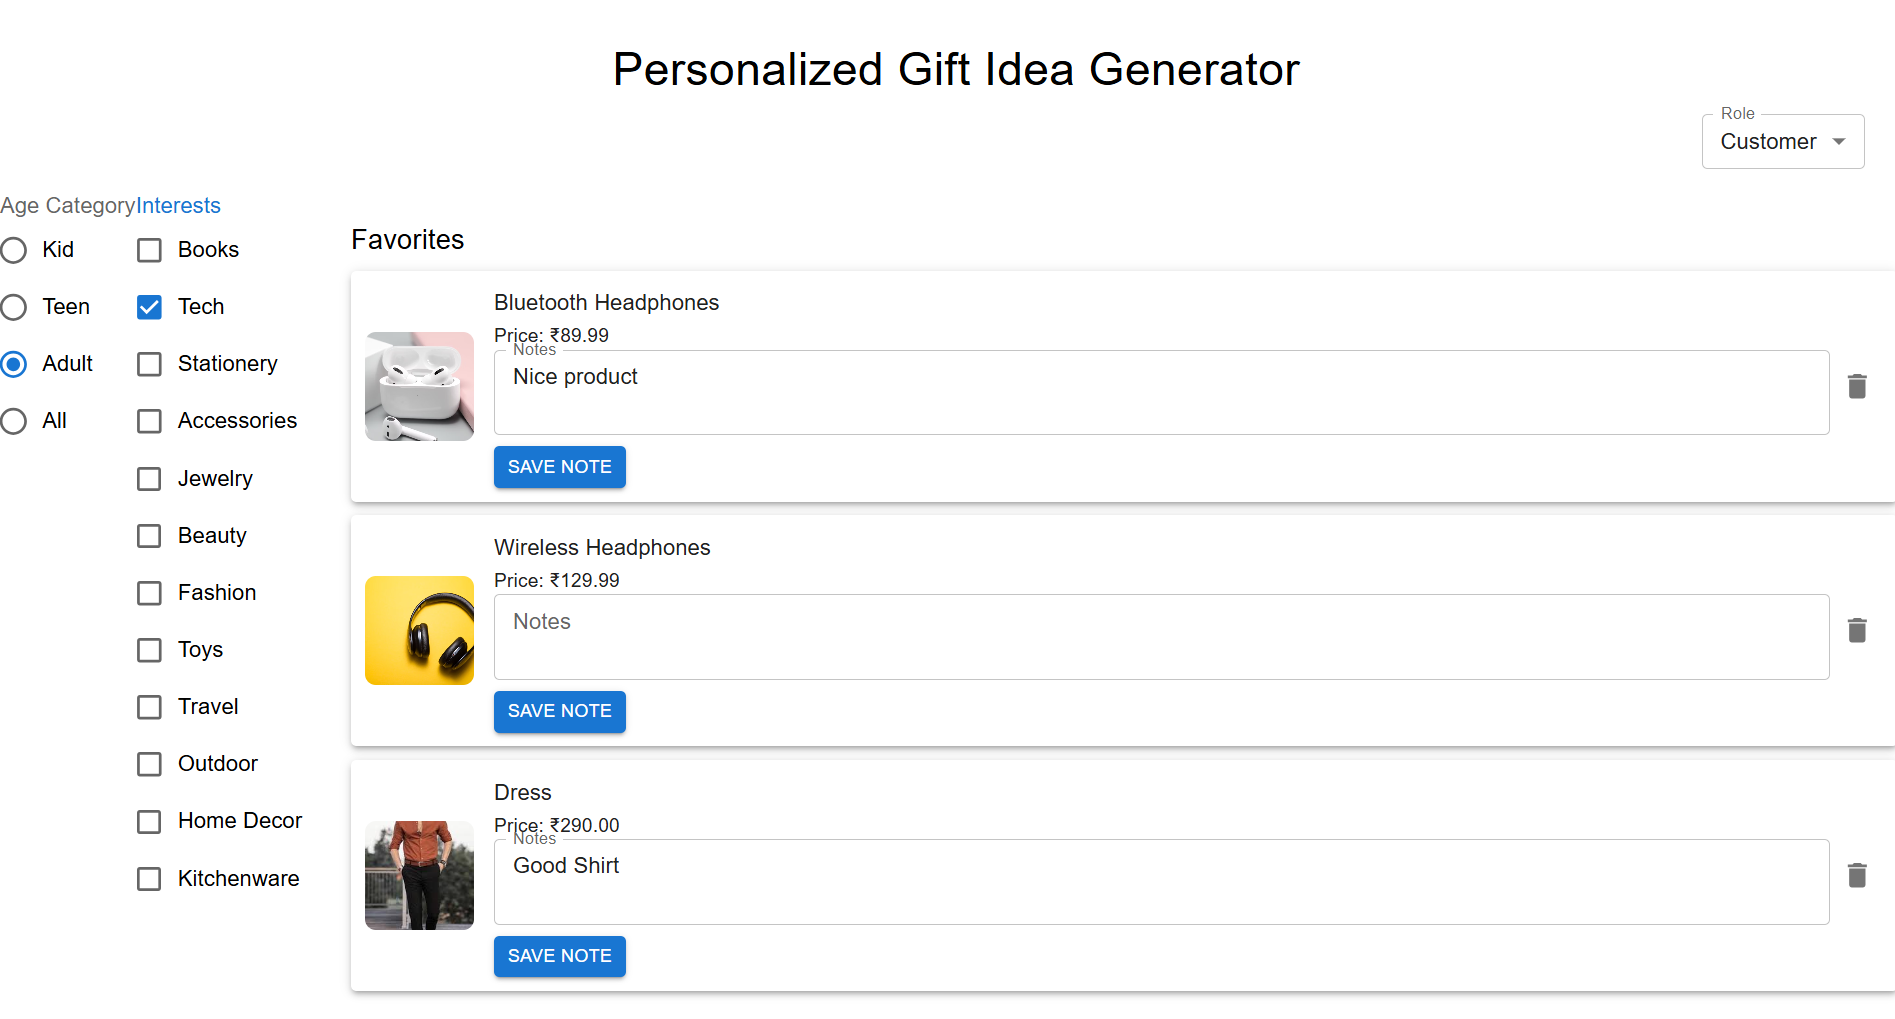 Personalized Gift Idea Generator
Role
Customer
Age Category
Kid
Teen
Adult
All
Interests
Books
Tech
Stationery
Accessories
Jewelry
Beauty
Fashion
Toys
Travel
Outdoor
Home Decor
Kitchenware
Favorites
Bluetooth Headphones
Price: ₹89.99
Notes
Nice product
SAVE NOTE
Wireless Headphones
Price: ₹129.99
Notes
SAVE NOTE
Dress
Price: ₹290.00
Notes
Good Shirt
SAVE NOTE